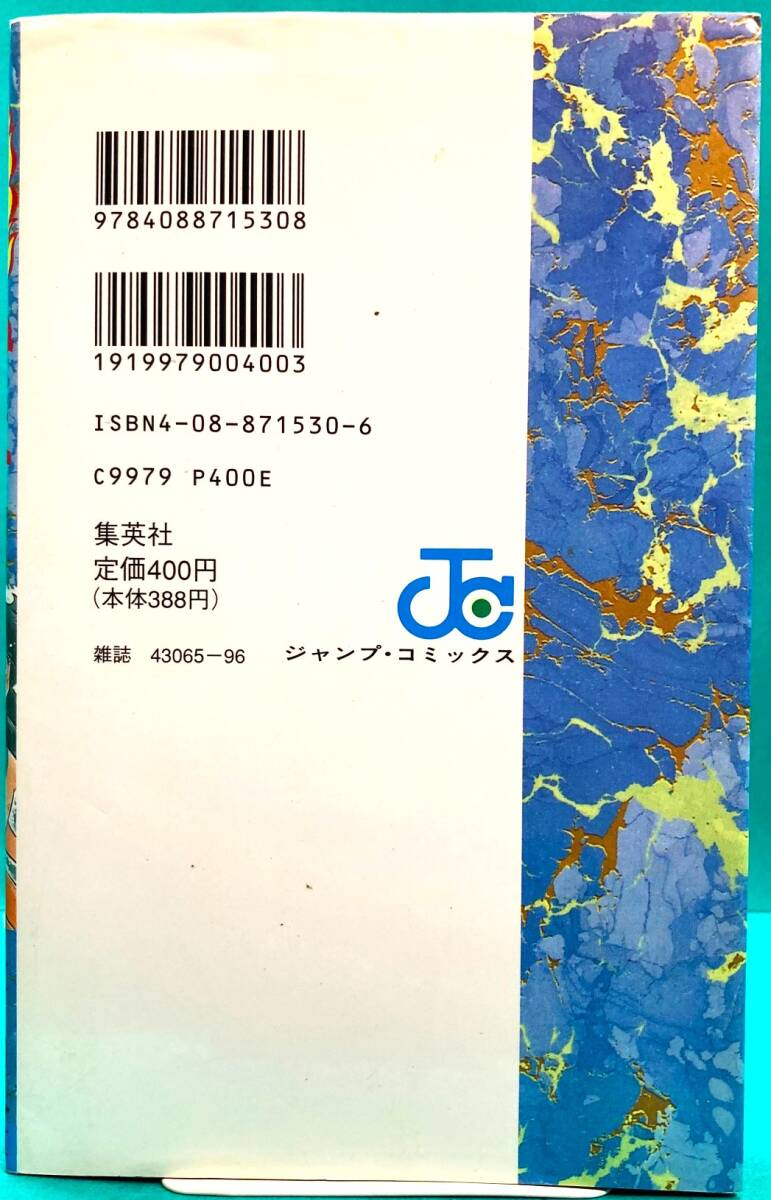 9784088715308
1919979004003
ISBN4-08-871530-6
C9979 P400E
集英社
定価400円
(本体388円)
雑誌 43065-96
JC
ジャンプ・コミックス